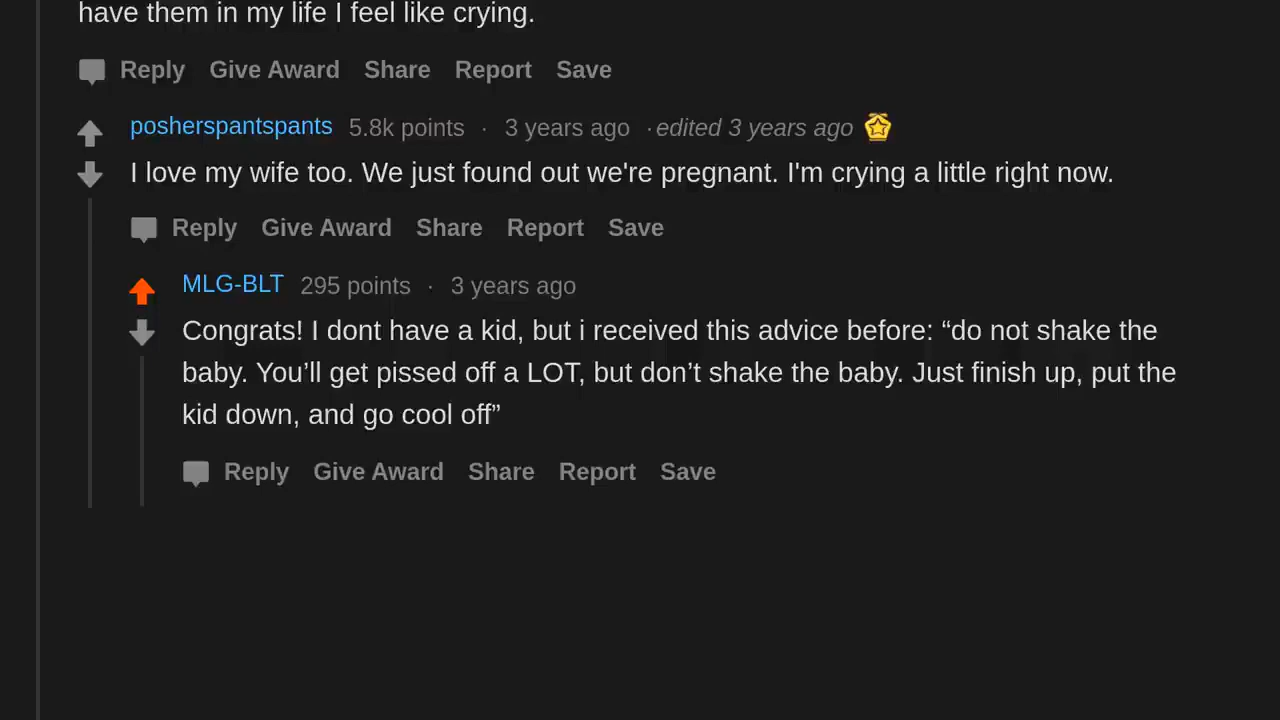 have them in my life I feel like crying.
Reply Give Award Share Report Save
posherspantspants 5.8k points · 3 years ago · edited 3 years ago
I love my wife too. We just found out we're pregnant. I'm crying a little right now.
Reply Give Award Share Report Save
MLG-BLT 295 points · 3 years ago
Congrats! I dont have a kid, but i received this advice before: “do not shake the
baby. You’ll get pissed off a LOT, but don’t shake the baby. Just finish up, put the
kid down, and go cool off”
Reply Give Award Share Report Save